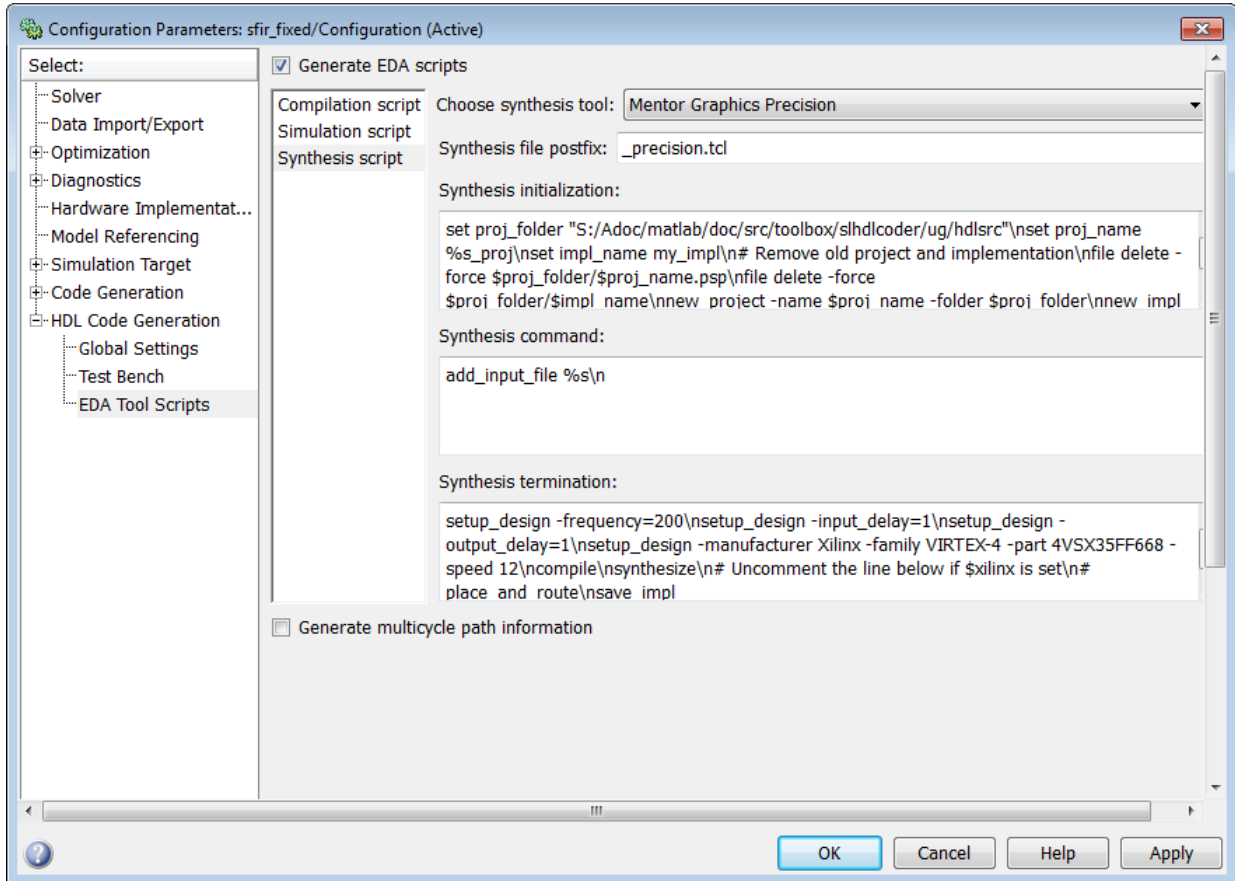 Configuration Parameters: sfir_fixed/Configuration (Active)
Select:
Solver
Data Import/Export
Optimization
Diagnostics
Hardware Implementat...
Model Referencing
Simulation Target
Code Generation
HDL Code Generation
Global Settings
Test Bench
EDA Tool Scripts
Generate EDA scripts
Compilation script
Simulation script
Synthesis script
Choose synthesis tool: Mentor Graphics Precision
Synthesis file postfix: _precision.tcl
Synthesis initialization:
set proj_folder "S:/Adoc/matlab/doc/src/toolbox/slhdlcoder/ug/hdlsrc"\nset proj_name
%s_proj\nset impl_name my_impl\n# Remove old project and implementation\nfile delete -
force $proj_folder/$proj_name.psp\nfile delete -force
$proj_folder/$impl_name\nnew_project -name $proj_name -folder $proj_folder\nnew_impl
Synthesis command:
add_input_file %s\n
Synthesis termination:
setup_design -frequency=200\nsetup_design -input_delay=1\nsetup_design -
output_delay=1\nsetup_design -manufacturer Xilinx -family VIRTEX-4 -part 4VSX35FF668 -
speed 12\ncompile\nsynthesize\n# Uncomment the line below if $xilinx is set\n#
place_and_route\nsave_impl
Generate multicycle path information
OK
Cancel
Help
Apply